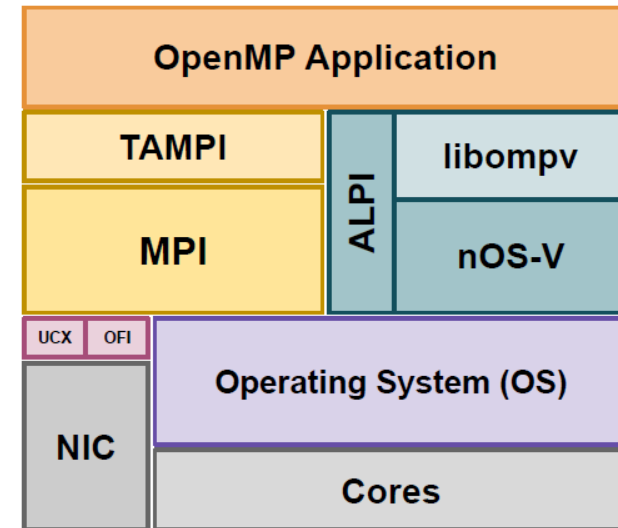 OpenMP Application
TAMPI
ALPI
libompv
MPI
nOS-V
UCX
OFI
Operating System (OS)
NIC
Cores